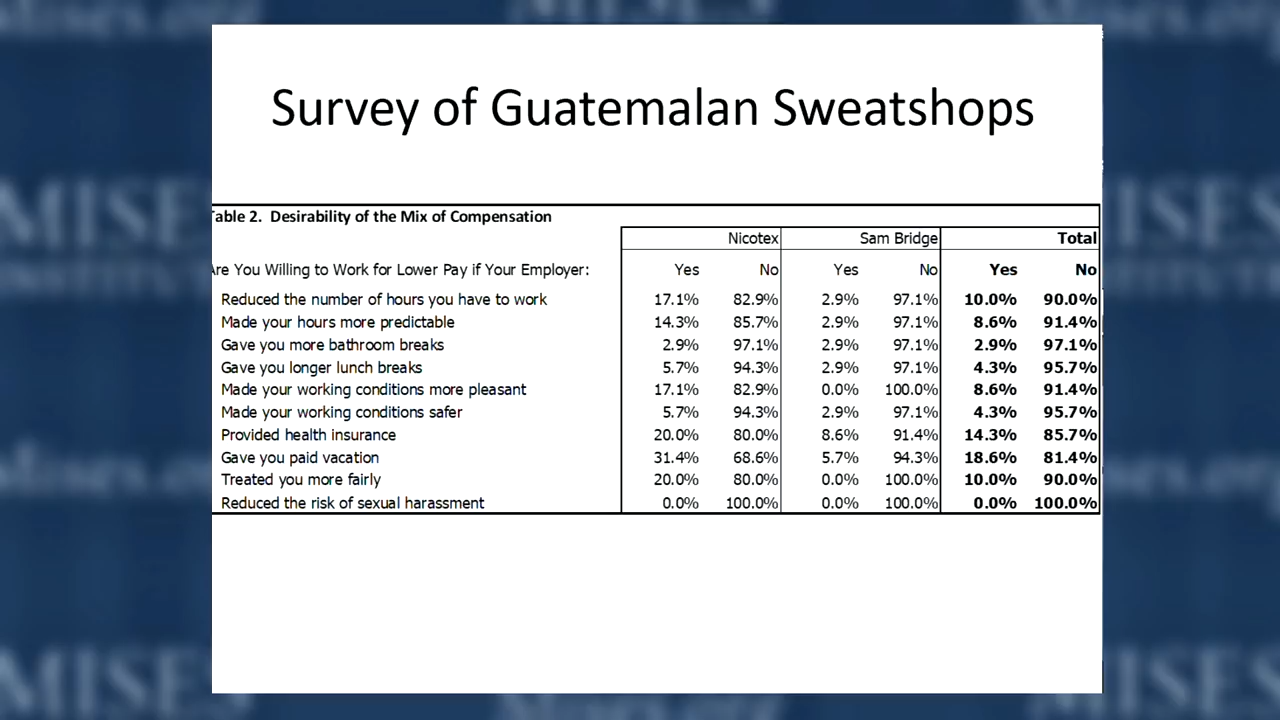 Mises.org
MISES
Mises.org
Survey of Guatemalan Sweatshops
Table 2. Desirability of the Mix of Compensation
Nicotex Sam Bridge Total
Are You Willing to Work for Lower Pay if Your Employer: Yes No Yes No Yes No
Reduced the number of hours you have to work 17.1% 82.9% 2.9% 97.1% 10.0% 90.0%
Made your hours more predictable 14.3% 85.7% 2.9% 97.1% 8.6% 91.4%
Gave you more bathroom breaks 2.9% 97.1% 2.9% 97.1% 2.9% 97.1%
Gave you longer lunch breaks 5.7% 94.3% 2.9% 97.1% 4.3% 95.7%
Made your working conditions more pleasant 17.1% 82.9% 0.0% 100.0% 8.6% 91.4%
Made your working conditions safer 5.7% 94.3% 2.9% 97.1% 4.3% 95.7%
Provided health insurance 20.0% 80.0% 8.6% 91.4% 14.3% 85.7%
Gave you paid vacation 31.4% 68.6% 5.7% 94.3% 18.6% 81.4%
Treated you more fairly 20.0% 80.0% 0.0% 100.0% 10.0% 90.0%
Reduced the risk of sexual harassment 0.0% 100.0% 0.0% 100.0% 0.0% 100.0%